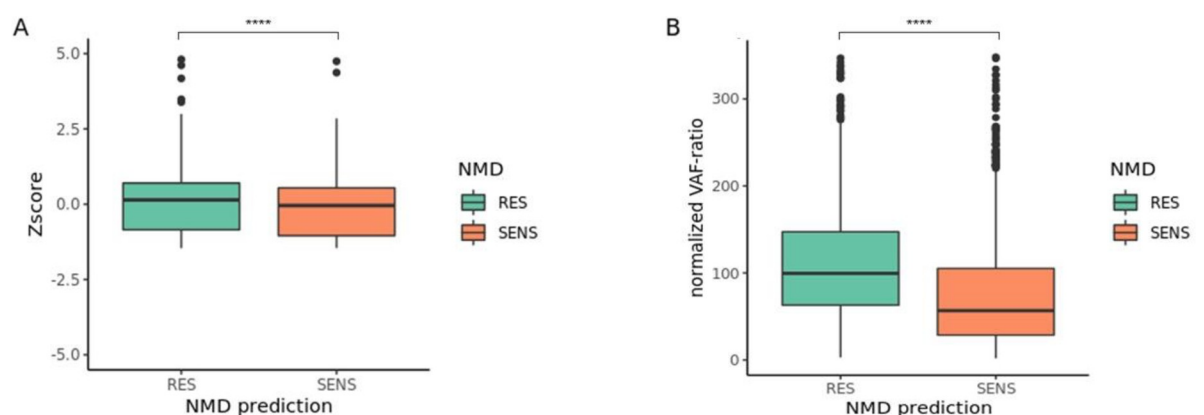 A
****
5.0
2.5
0.0
-2.5
-5.0
Zscore
RES
SENS
NMD prediction
NMD
RES
SENS
B
****
300
200
100
0
normalized VAF-ratio
RES
SENS
NMD prediction
NMD
RES
SENS